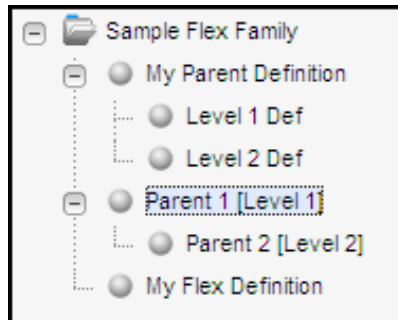 Sample Flex Family
My Parent Definition
Level 1 Def
Level 2 Def
Parent 1 [Level 1]
Parent 2 [Level 2]
My Flex Definition